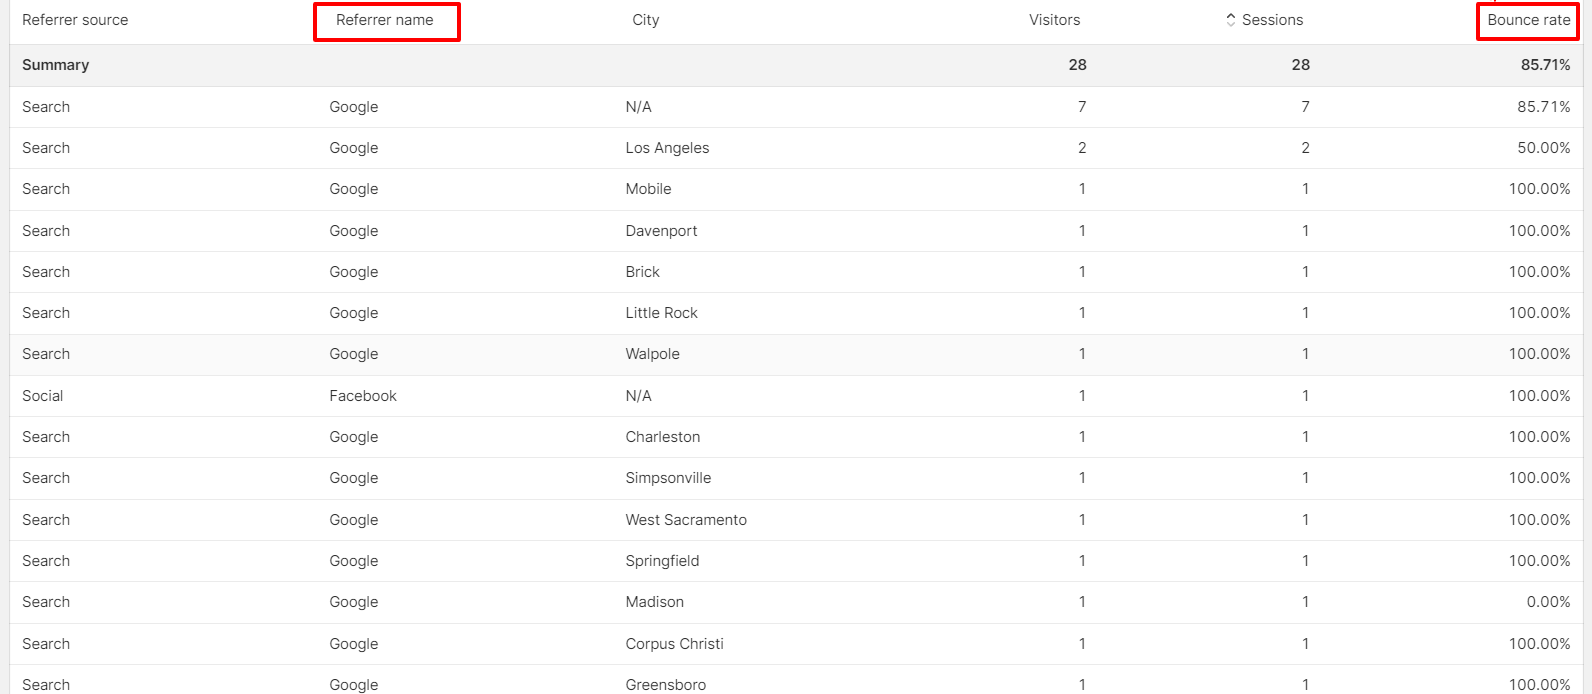 Referrer source Referrer name City Visitors Sessions Bounce rate
Summary 28 28 85.71%
Search Google N/A 7 7 85.71%
Search Google Los Angeles 2 2 50.00%
Search Google Mobile 1 1 100.00%
Search Google Davenport 1 1 100.00%
Search Google Brick 1 1 100.00%
Search Google Little Rock 1 1 100.00%
Search Google Walpole 1 1 100.00%
Social Facebook N/A 1 1 100.00%
Search Google Charleston 1 1 100.00%
Search Google Simpsonville 1 1 100.00%
Search Google West Sacramento 1 1 100.00%
Search Google Springfield 1 1 100.00%
Search Google Madison 1 1 0.00%
Search Google Corpus Christi 1 1 100.00%
Search Google Greensboro 1 1 100.00%